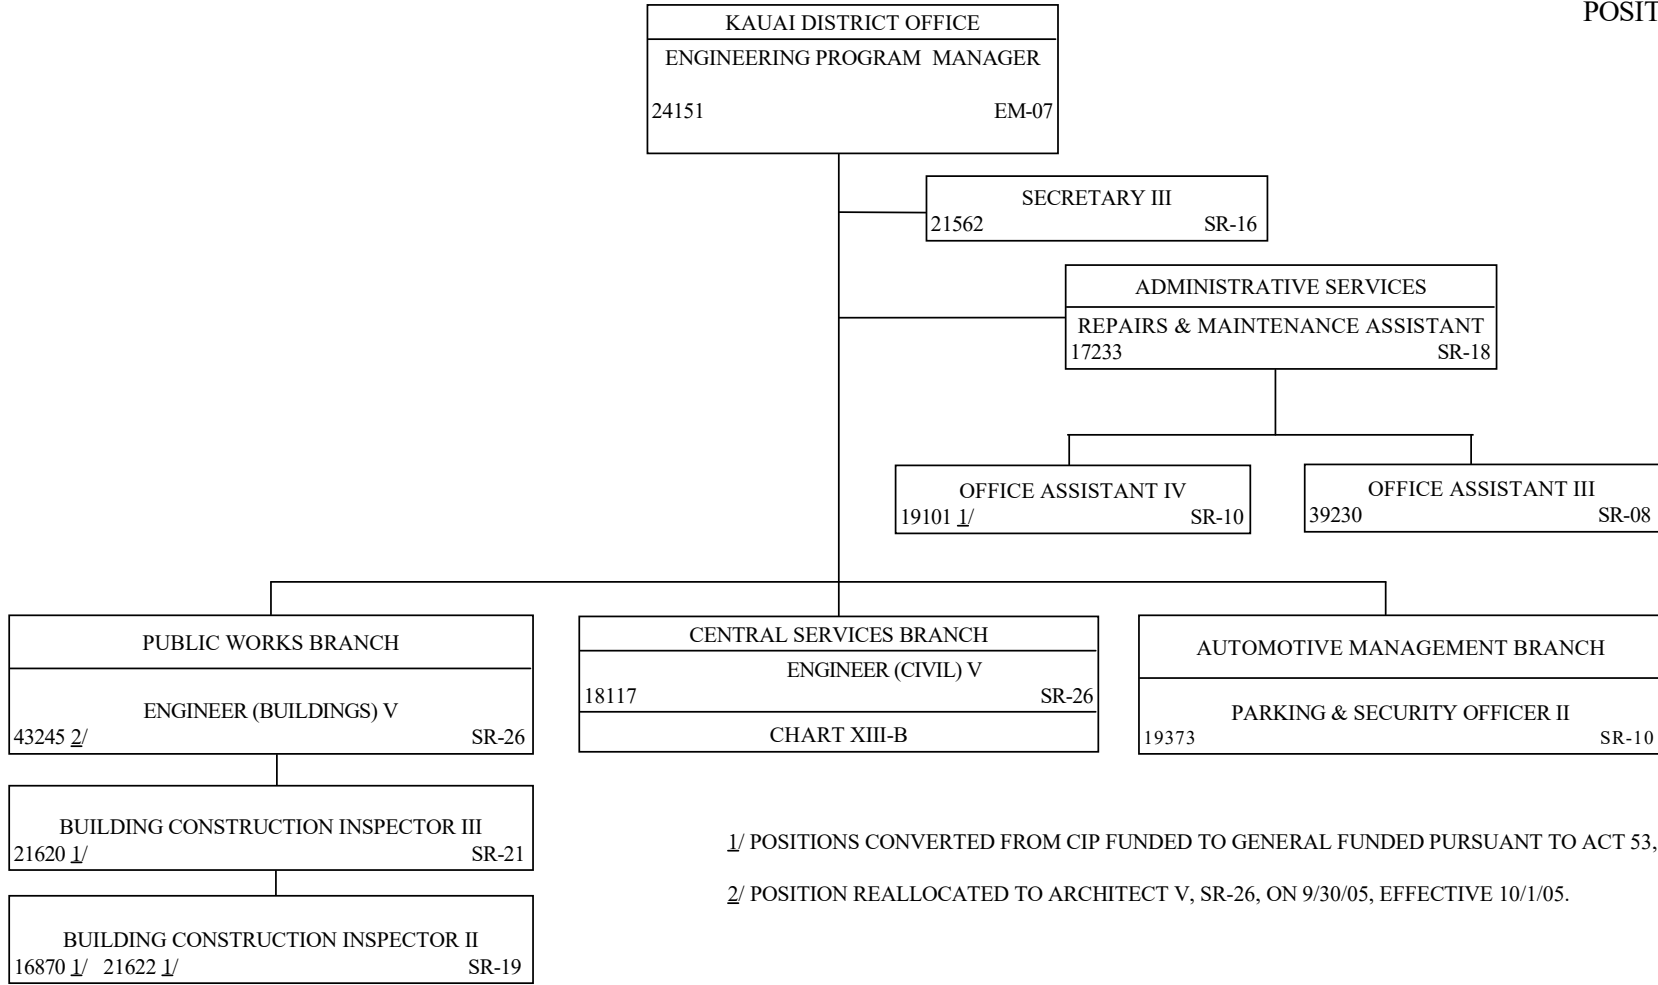 POSIT
KAUAI DISTRICT OFFICE
ENGINEERING PROGRAM MANAGER
24151 EM-07
SECRETARY III
21562 SR-16
ADMINISTRATIVE SERVICES
REPAIRS & MAINTENANCE ASSISTANT
17233 SR-18
OFFICE ASSISTANT IV
19101 1/ SR-10
OFFICE ASSISTANT III
39230 SR-08
PUBLIC WORKS BRANCH
ENGINEER (BUILDINGS) V
43245 2/ SR-26
CENTRAL SERVICES BRANCH
ENGINEER (CIVIL) V
18117 SR-26
CHART XIII-B
AUTOMOTIVE MANAGEMENT BRANCH
PARKING & SECURITY OFFICER II
19373 SR-10
BUILDING CONSTRUCTION INSPECTOR III
21620 1/ SR-21
BUILDING CONSTRUCTION INSPECTOR II
16870 1/ 21622 1/ SR-19
1/ POSITIONS CONVERTED FROM CIP FUNDED TO GENERAL FUNDED PURSUANT TO ACT 53,
2/ POSITION REALLOCATED TO ARCHITECT V, SR-26, ON 9/30/05, EFFECTIVE 10/1/05.